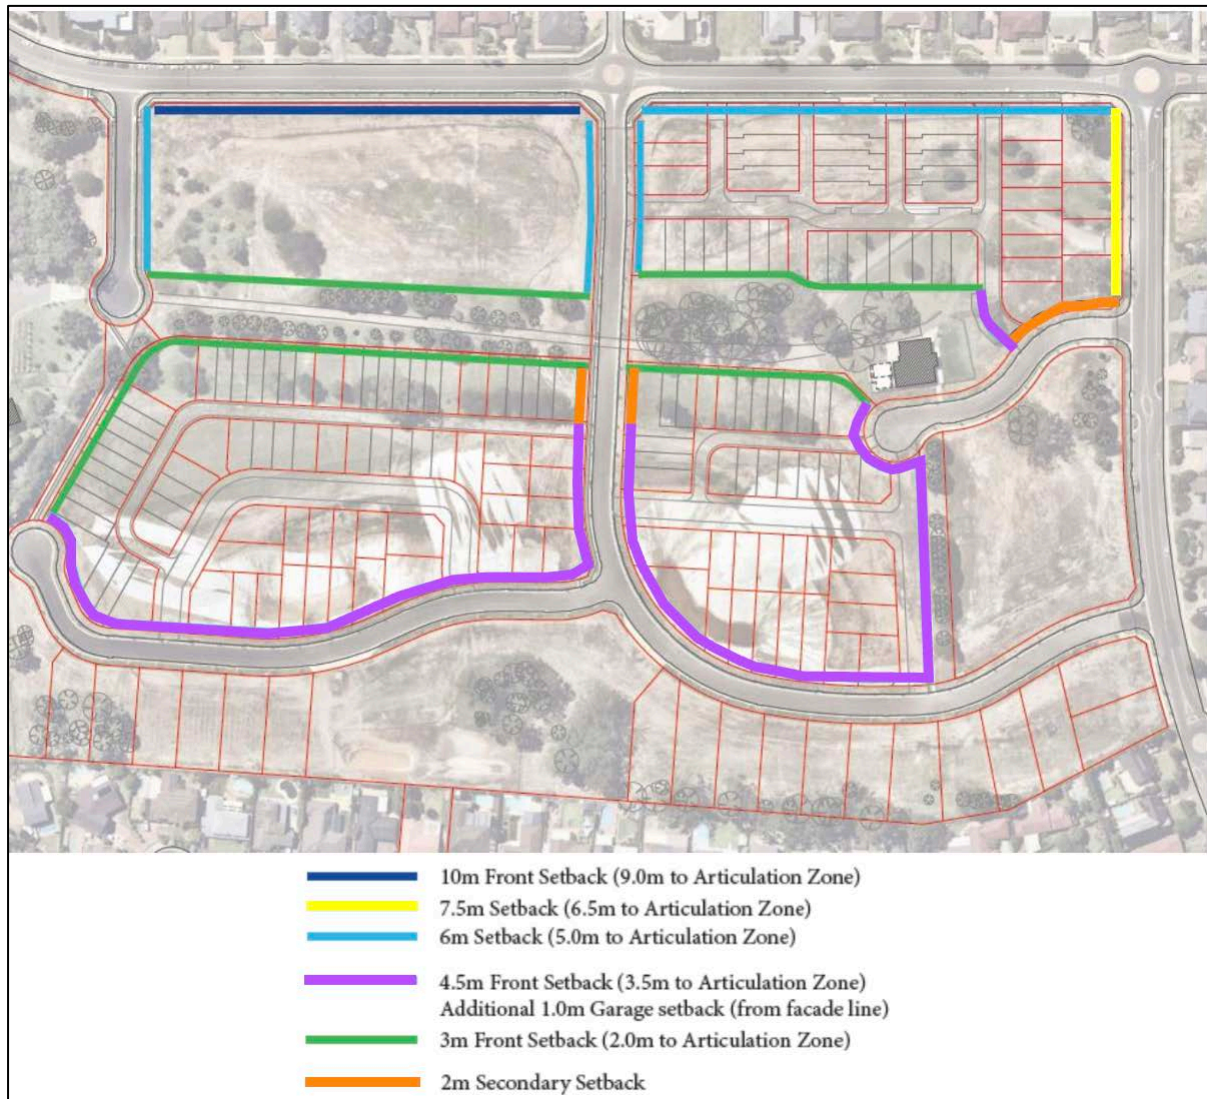 10m Front Setback (9.0m to Articulation Zone)
7.5m Setback (6.5m to Articulation Zone)
6m Setback (5.0m to Articulation Zone)
4.5m Front Setback (3.5m to Articulation Zone)
Additional 1.0m Garage setback (from facade line)
3m Front Setback (2.0m to Articulation Zone)
2m Secondary Setback